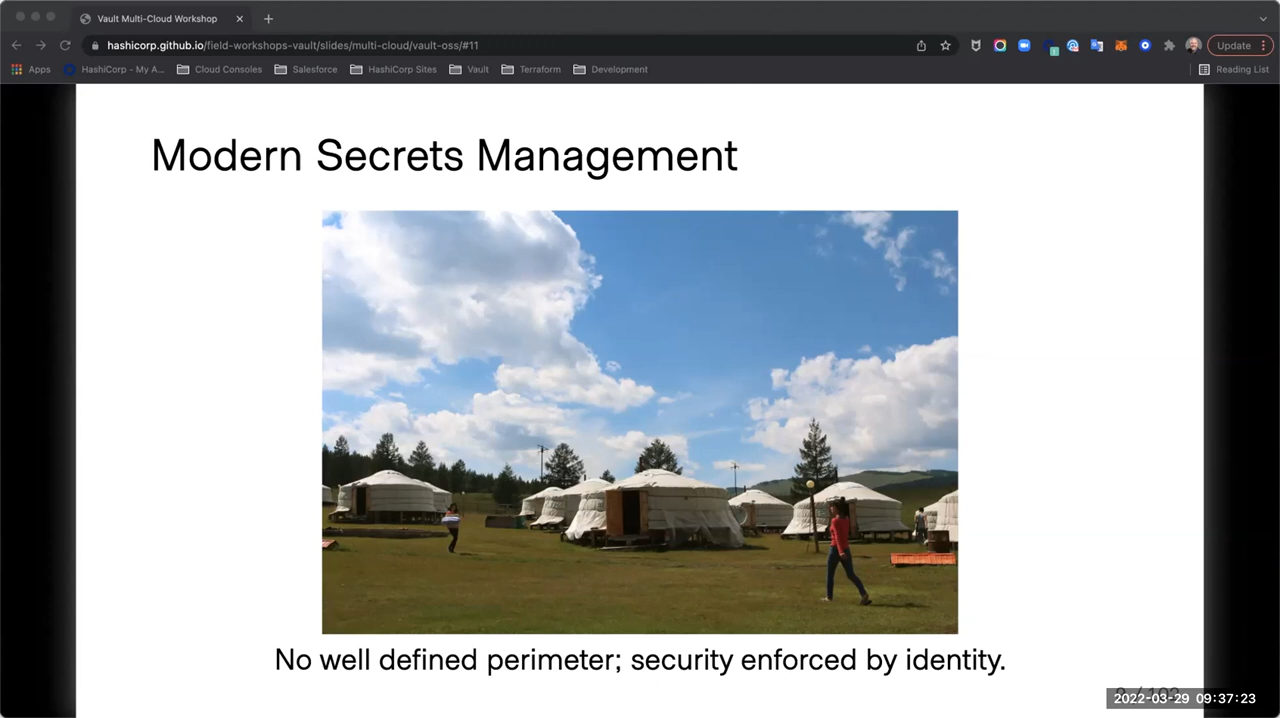 Vault Multi-Cloud Workshop
hashicorp.github.io/field-workshops-vault/slides/multi-cloud/vault-oss/#11
Update
Apps
HashiCorp - My A...
Cloud Consoles
Salesforce
HashiCorp Sites
Vault
Terraform
Development
Reading List
Modern Secrets Management
No well defined perimeter; security enforced by identity.
2022-03-29 09:37:23